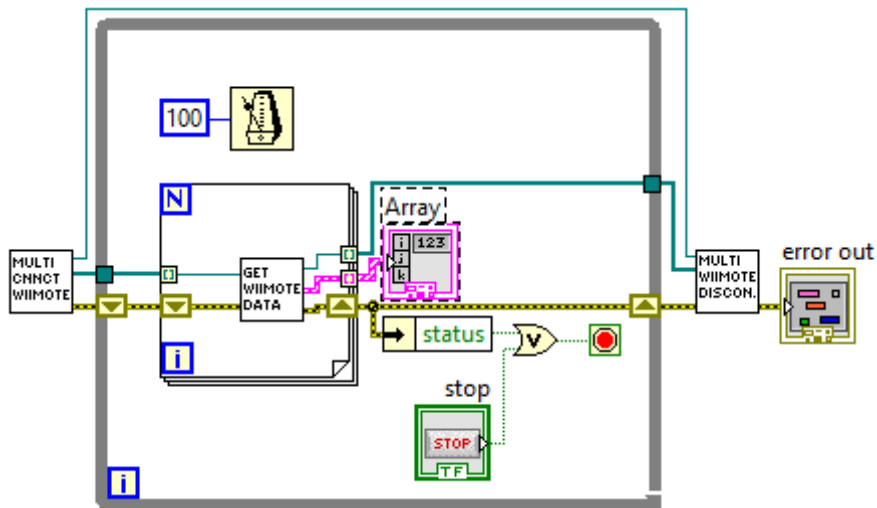 100
N
Array
i 123
j
k
MULTI
CNNCT
WIIMOTE
GET
WIIMOTE
DATA
MULTI
WIIMOTE
DISCON.
error out
status
V
i
stop
STOP
TF
i